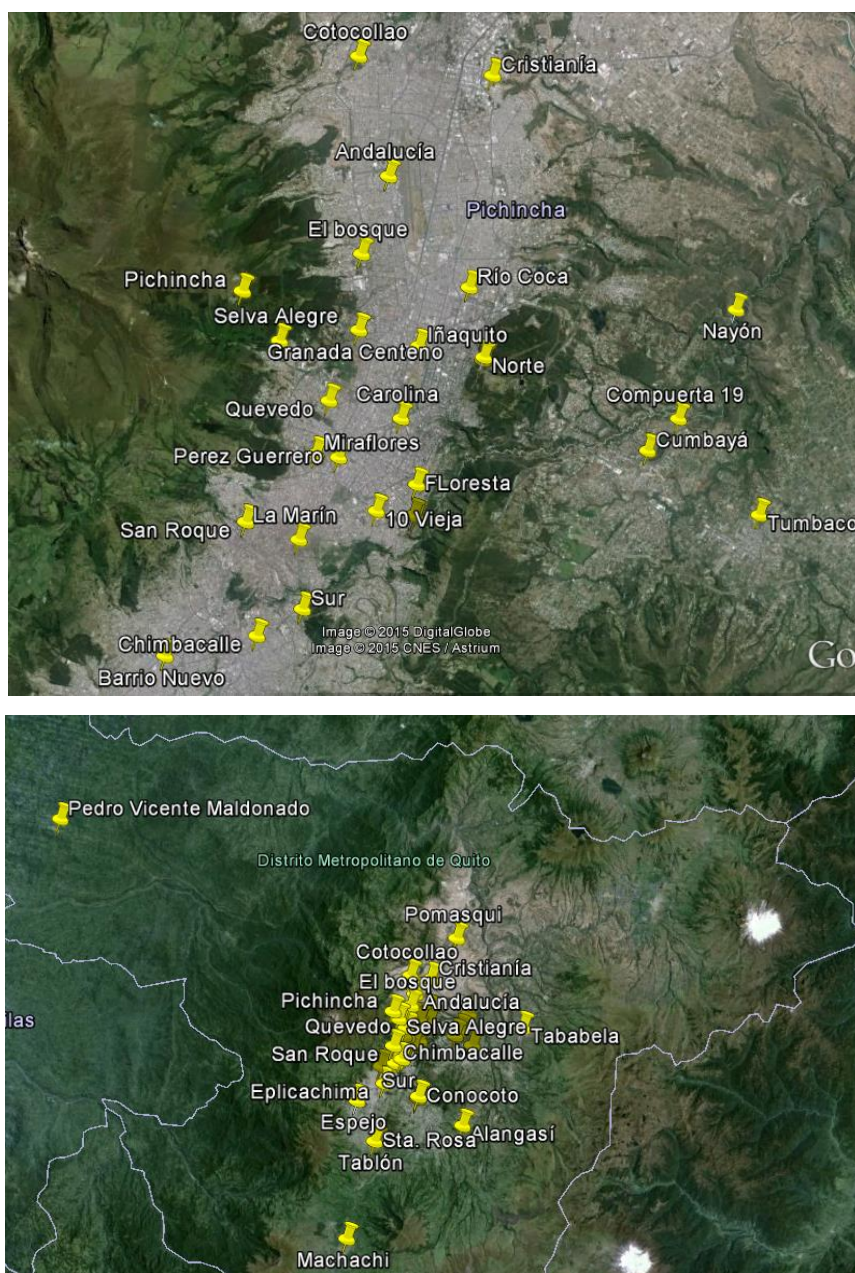 Cotocollao
Cristianía
Andalucía
Pichincha
El bosque
Pichincha
Río Coca
Selva Alegre
Nayón
Iñaquito
Granada Centeno
Norte
Carolina
Compuerta 19
Quevedo
Cumbayá
Miraflores
Perez Guerrero
FLoresta
La Marín
10 Vieja
San Roque
Tumbaco
Sur
Image © 2015 DigitalGlobe
Chimbacalle
Image © 2015 CNES / Astrium
Go
Barrio Nuevo
Pedro Vicente Maldonado
Distrito Metropolitano de Quito
Pomasqui
Cotocollao
Cristianía
El bosque
Pichincha
Andalucía
ilas
Quevedo
Selva Alegre
Tababela
San Roque
Chimbacalle
Sur
Eplicachima
Conocoto
Espejo
Alangasí
Sta. Rosa
Tablón
Machachi